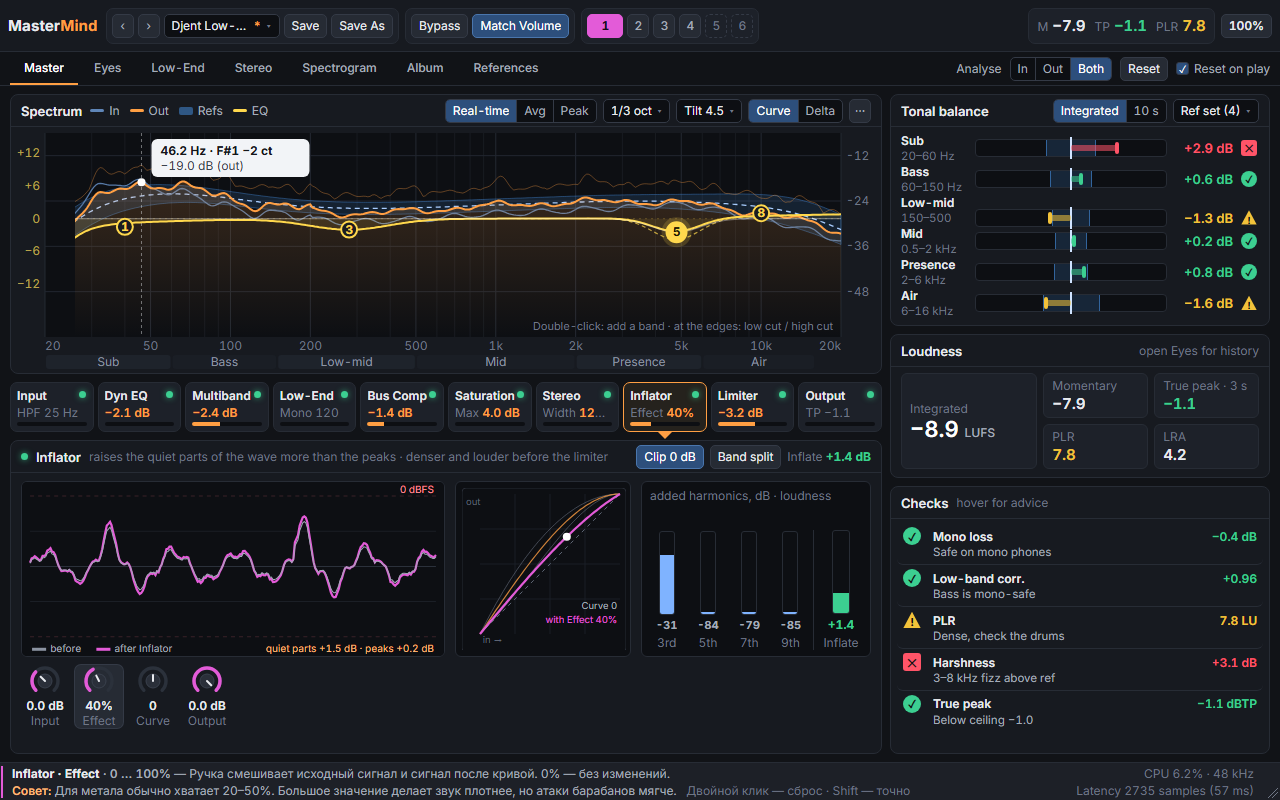 MasterMind ‹ › Djent Low-... * Save Save As Bypass Match Volume 1 2 3 4 5 6 M −7.9 TP −1.1 PLR 7.8 100%
Master Eyes Low-End Stereo Spectrogram Album References Analyse In Out Both Reset Reset on play
Spectrum In Out Refs EQ Real-time Avg Peak 1/3 oct Tilt 4.5 Curve Delta ...
46.2 Hz · F#1 −2 ct
−19.0 dB (out)
+12 −12
+6 −24
0
−6 −36
−12 −48
1 3 5 8
Double-click: add a band · at the edges: low cut / high cut
20 50 100 200 500 1k 2k 5k 10k 20k
Sub Bass Low-mid Mid Presence Air
Tonal balance Integrated 10 s Ref set (4)
Sub
20–60 Hz
+2.9 dB
Bass
60–150 Hz
+0.6 dB
Low-mid
150–500
−1.3 dB
Mid
0.5–2 kHz
+0.2 dB
Presence
2–6 kHz
+0.8 dB
Air
6–16 kHz
−1.6 dB
Loudness open Eyes for history
Integrated
−8.9 LUFS
Momentary
−7.9
True peak · 3 s
−1.1
PLR
7.8
LRA
4.2
Input
HPF 25 Hz
Dyn EQ
−2.1 dB
Multiband
−2.4 dB
Low-End
Mono 120
Bus Comp
−1.4 dB
Saturation
Max 4.0 dB
Stereo
Width 12...
Inflator
Effect 40%
Limiter
−3.2 dB
Output
TP −1.1
Inflator raises the quiet parts of the wave more than the peaks · denser and louder before the limiter Clip 0 dB Band split Inflate +1.4 dB
0 dBFS
before after Inflator quiet parts +1.5 dB · peaks +0.2 dB
out
Curve 0
with Effect 40%
in →
added harmonics, dB · loudness
-31 -84 -79 -85 +1.4
3rd 5th 7th 9th Inflate
0.0 dB 40% 0 0.0 dB
Input Effect Curve Output
Checks hover for advice
Mono loss −0.4 dB
Safe on mono phones
Low-band corr. +0.96
Bass is mono-safe
PLR 7.8 LU
Dense, check the drums
Harshness +3.1 dB
3–8 kHz fizz above ref
True peak −1.1 dBTP
Below ceiling −1.0
Inflator · Effect · 0 ... 100% — Ручка смешивает исходный сигнал и сигнал после кривой. 0% — без изменений. CPU 6.2% · 48 kHz
Совет: Для метала обычно хватает 20–50%. Большое значение делает звук плотнее, но атаки барабанов мягче. Двойной клик — сброс · Shift — точно Latency 2735 samples (57 ms)